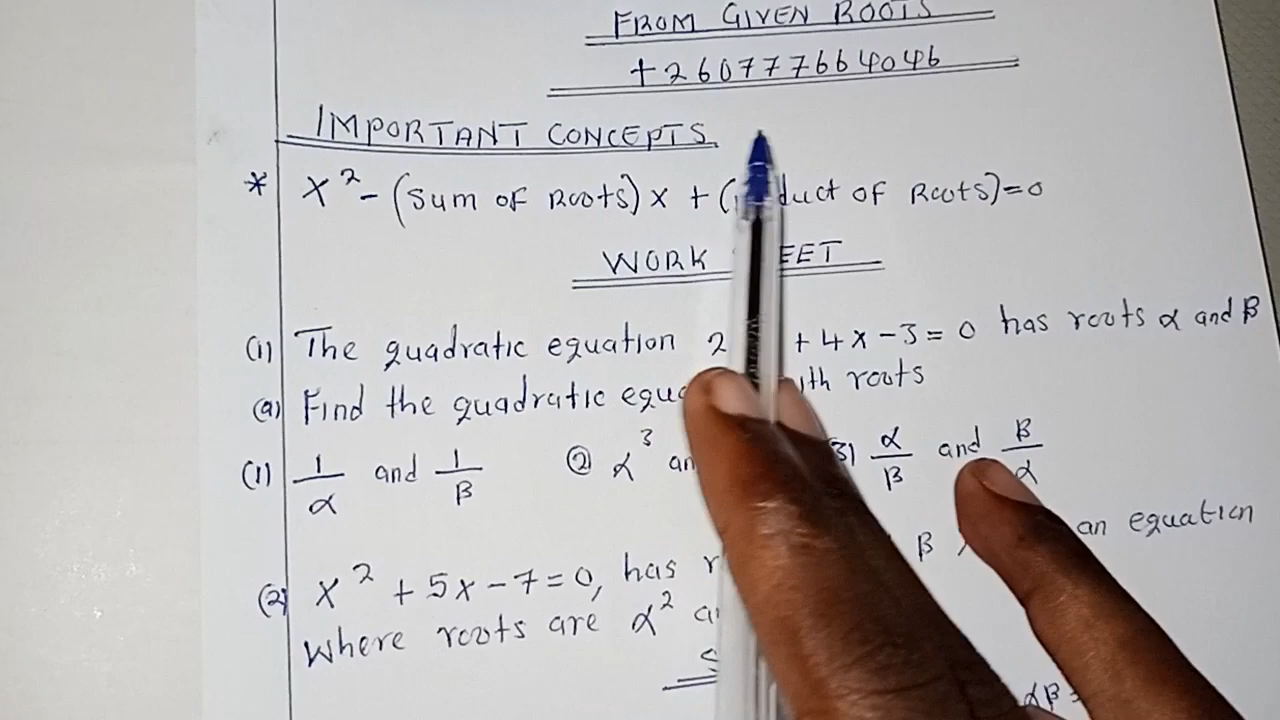 FROM GIVEN ROOTS
+260777664046
IMPORTANT CONCEPTS
* x² - (Sum OF Roots)x + ( duct OF Roots) = 0
WORK EET
(1) The quadratic equation 2 + 4x - 3 = 0 has roots α and β
(a) Find the quadratic equ ith roots
(1) 1/α and 1/β ② α³ an 3) α/β and β/α
(2) x² + 5x - 7 = 0, has r β an equation
Where roots are α² a
S αβ =